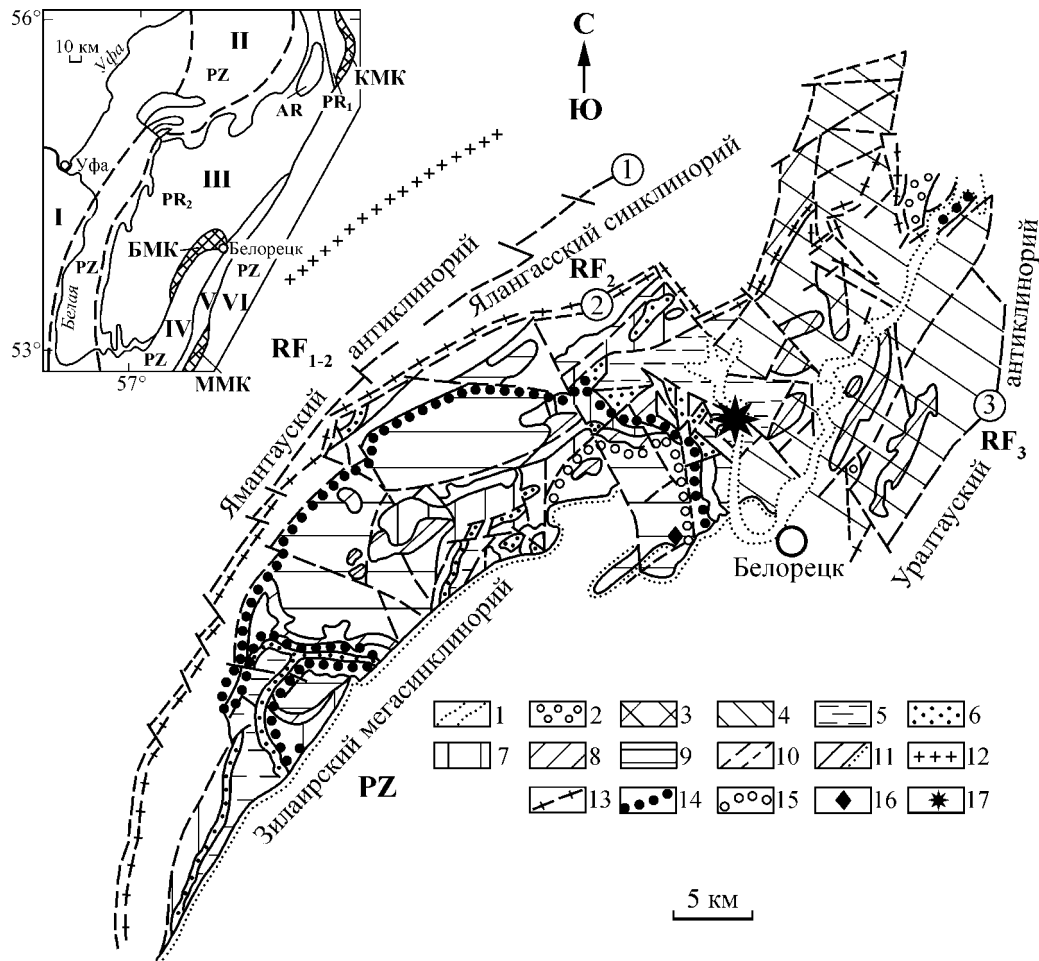 56°
10 км
Уфа
II
PZ
КМК
AR
PR1
Уфа
III
I
PR2
БМК
Белорецк
PZ
PZ
Белая
V
VI
IV
53°
PZ
57°
ММК
С
Ю
1
Ялангасский синклинорий
RF2
2
антиклинорий
RF1-2
Ямантауский
антиклинорий
3
RF3
Уралтауский
Белорецк
Зилаирский мегасинклинорий
PZ
1 2 3 4 5 6
7 8 9 10 11 12
13 14 15 16 17
5 км